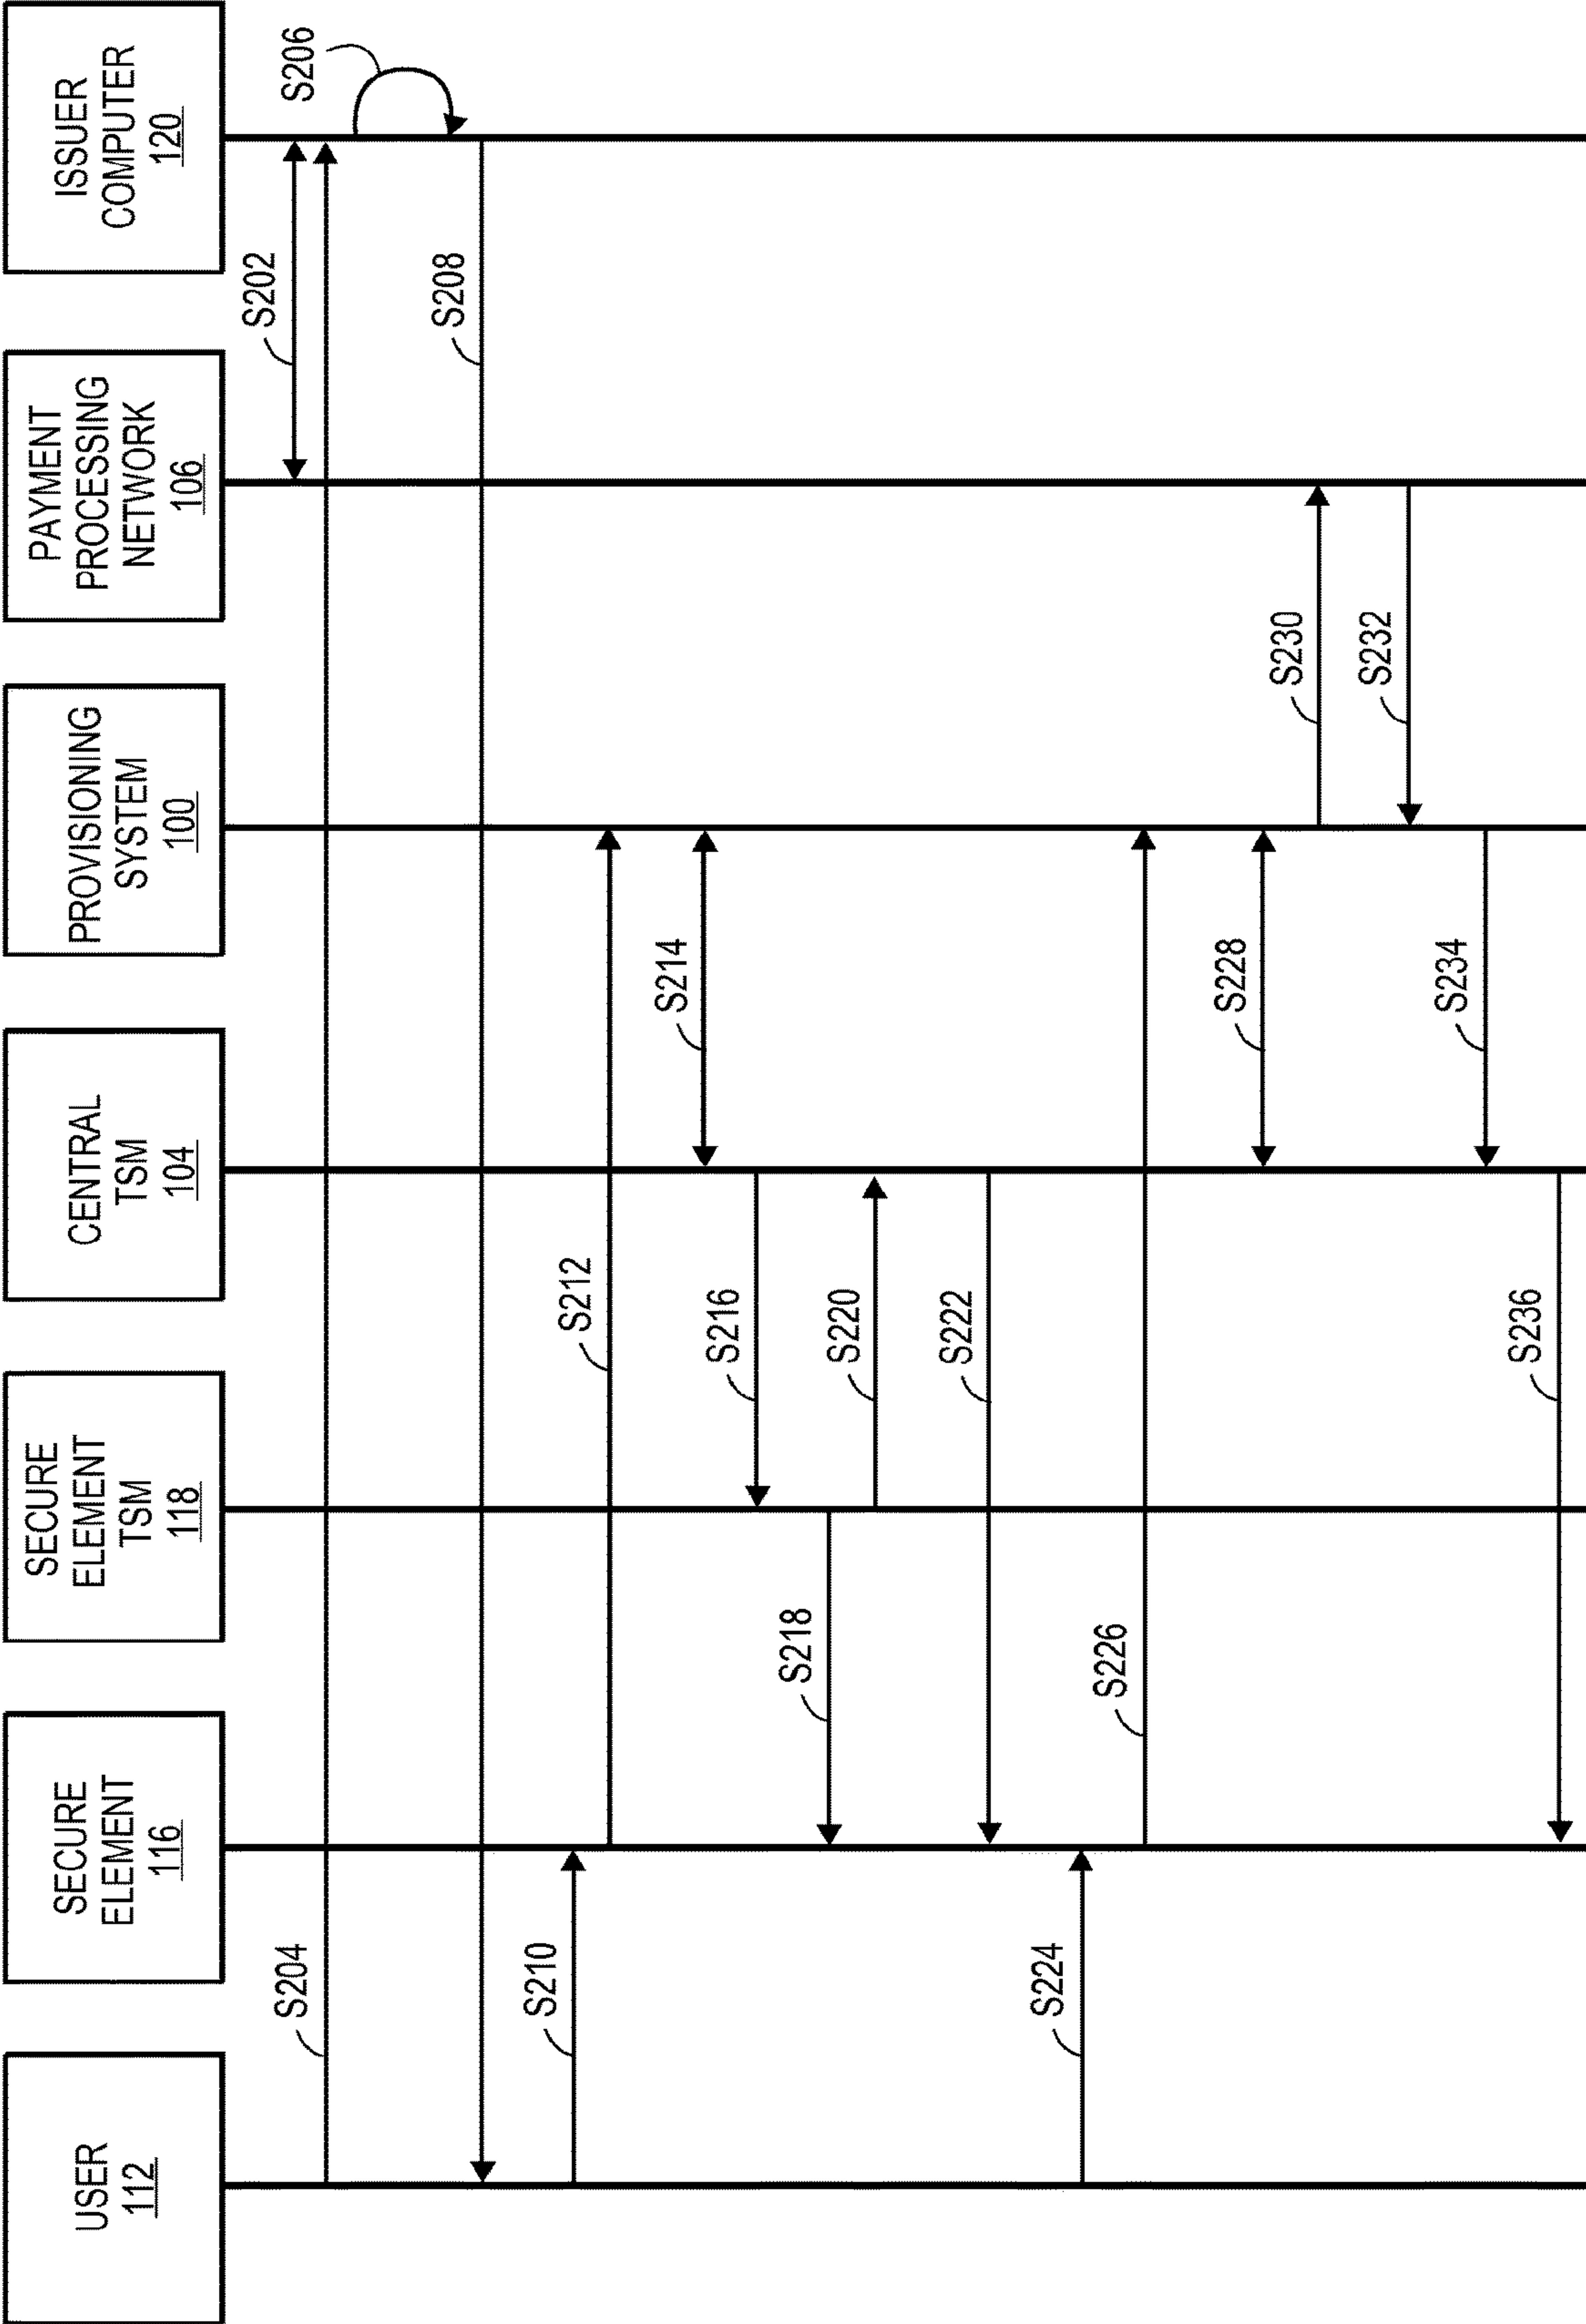 USER
112
SECURE
ELEMENT
116
SECURE
ELEMENT
TSM
118
CENTRAL
TSM
104
PROVISIONING
SYSTEM
100
PAYMENT
PROCESSING
NETWORK
106
ISSUER
COMPUTER
120
S202
S204
S206
S208
S210
S212
S214
S216
S218
S220
S222
S224
S226
S228
S230
S232
S234
S236